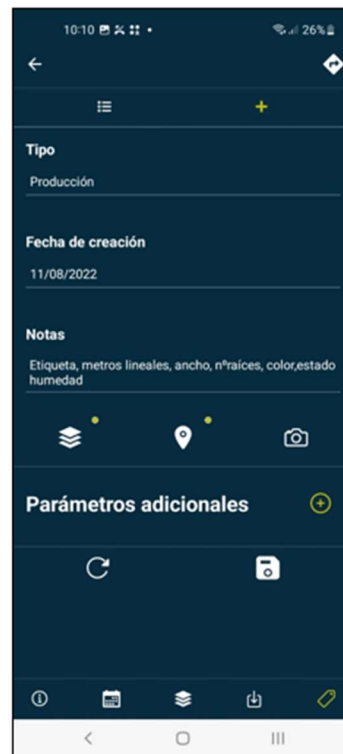 10:10
26%
Tipo
Producción
Fecha de creación
11/08/2022
Notas
Etiqueta, metros lineales, ancho, nºraíces, color,estado
humedad
Parámetros adicionales